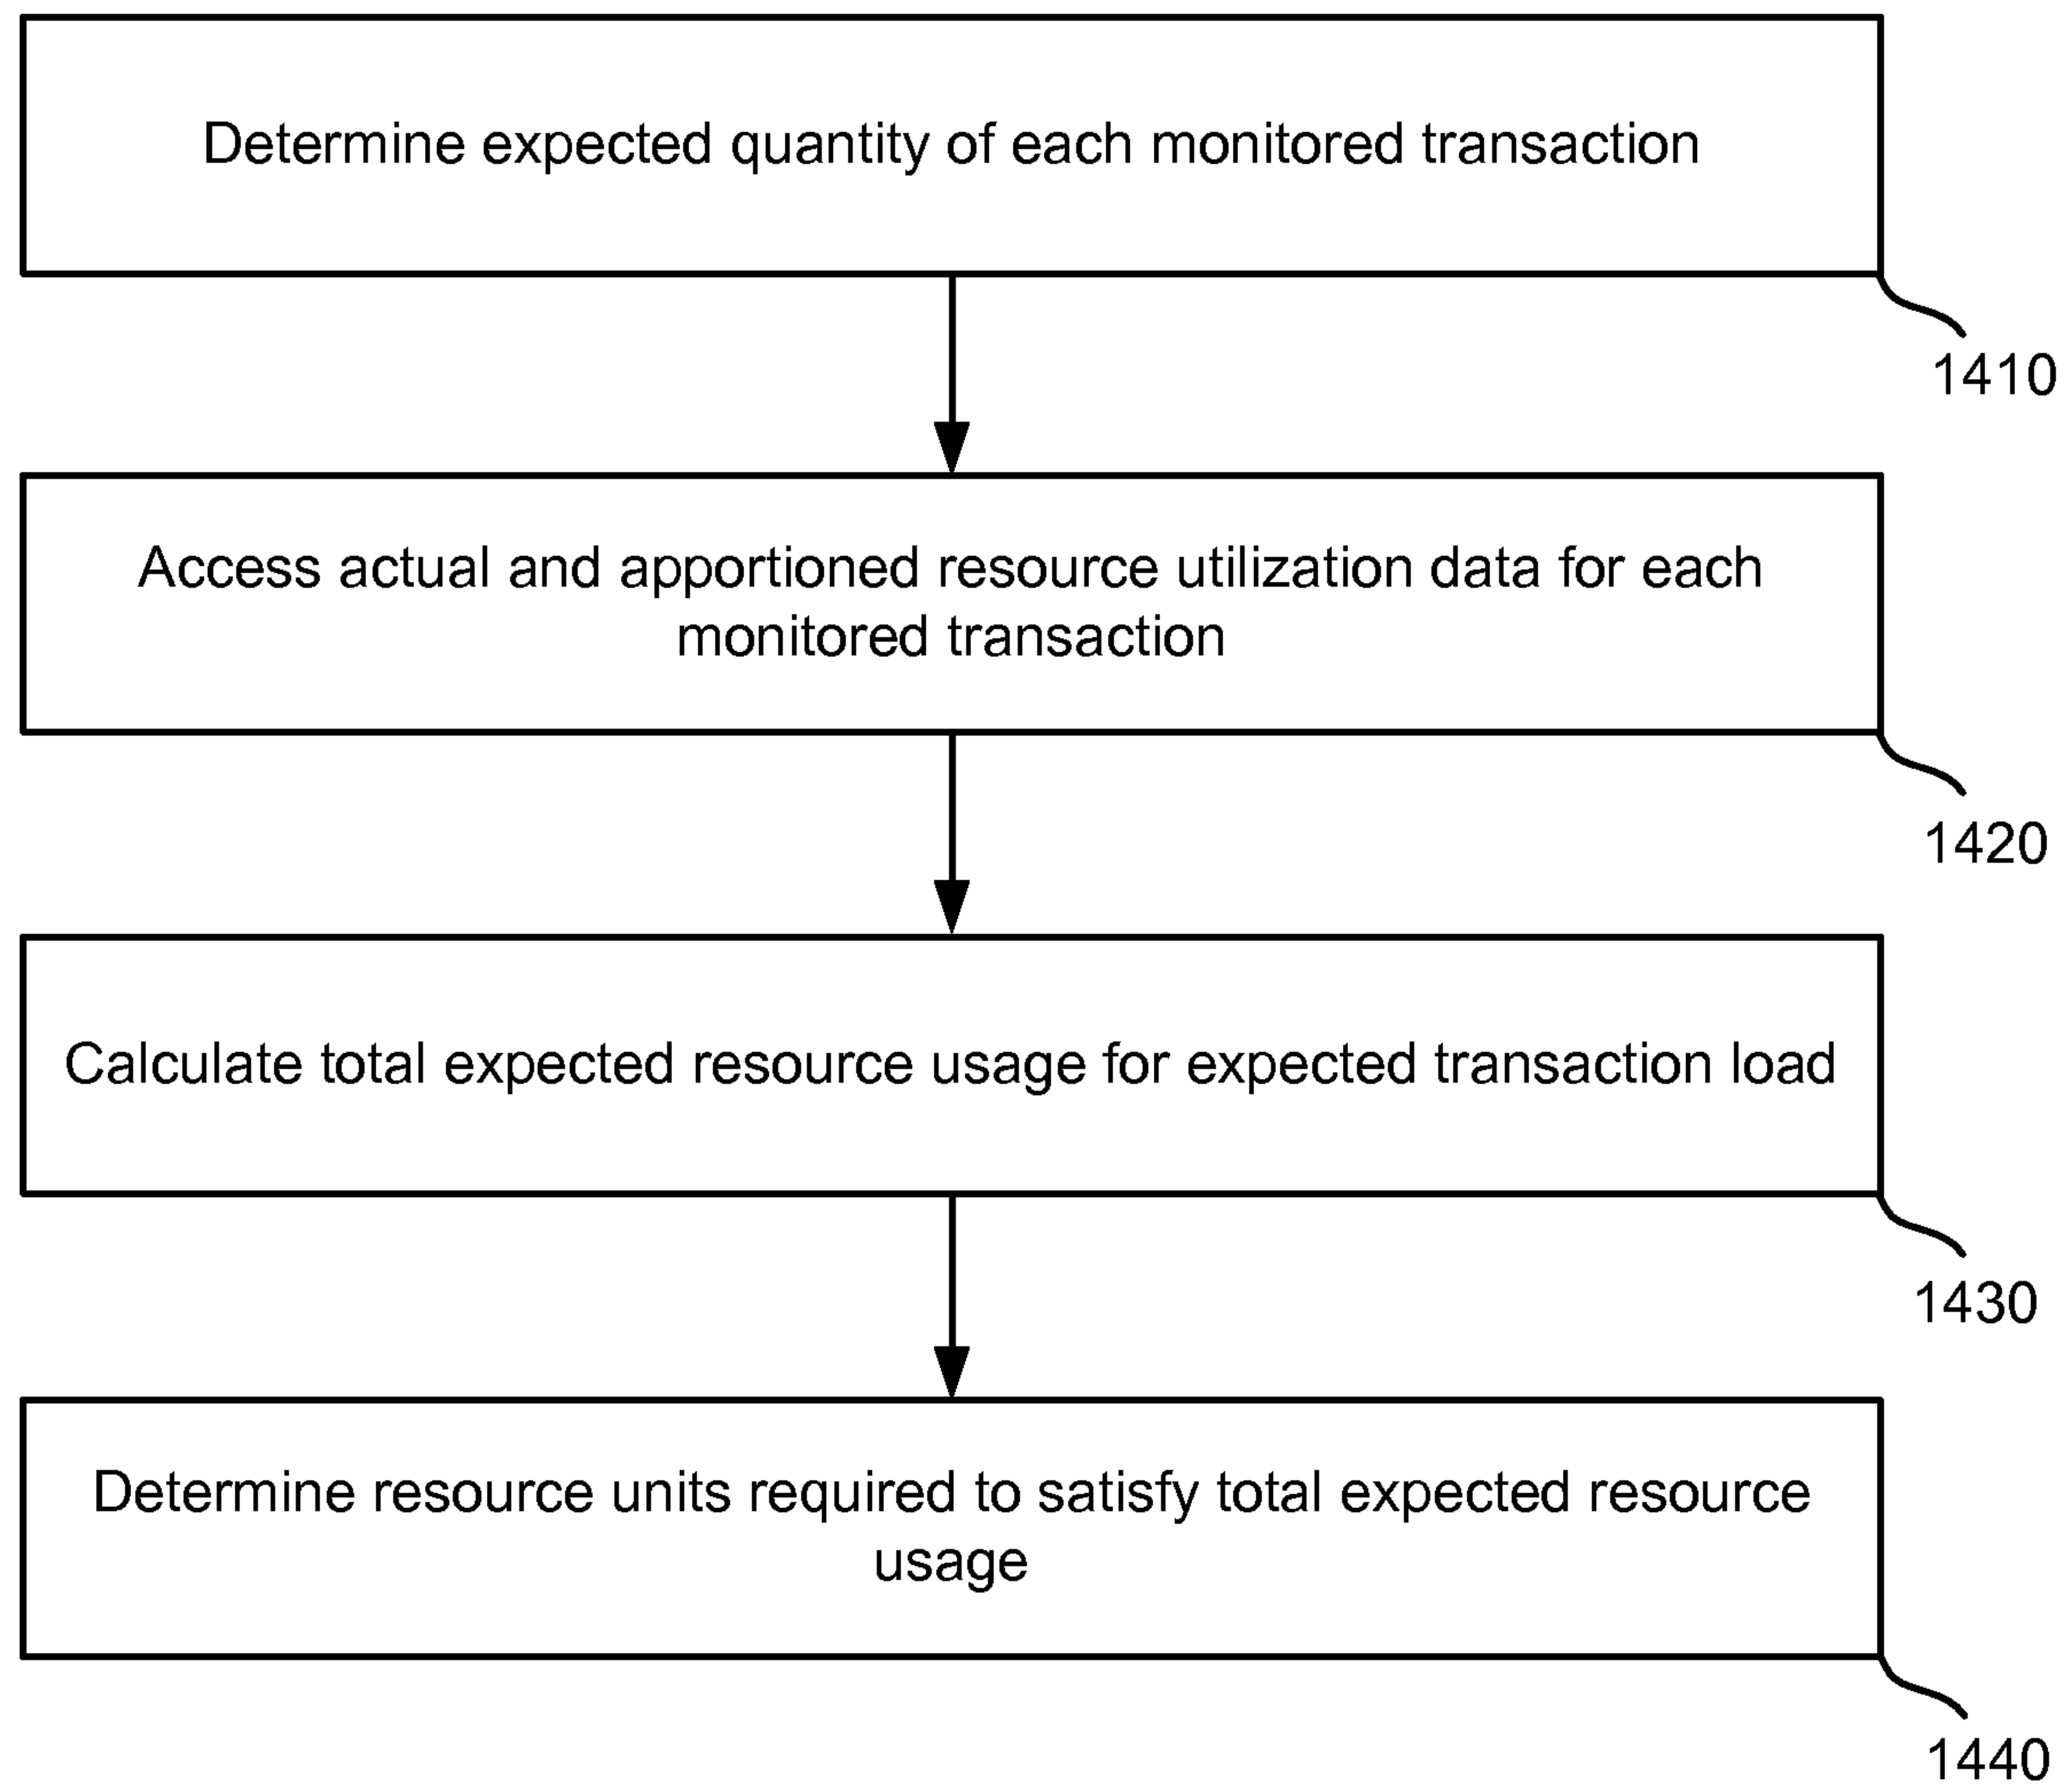 Determine expected quantity of each monitored transaction
1410
Access actual and apportioned resource utilization data for each
monitored transaction
1420
Calculate total expected resource usage for expected transaction load
1430
Determine resource units required to satisfy total expected resource
usage
1440